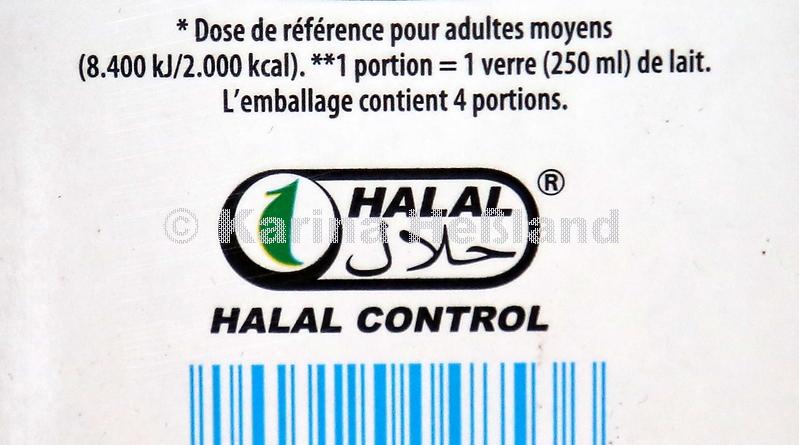 * Dose de référence pour adultes moyens
(8.400 kJ/2.000 kcal). **1 portion = 1 verre (250 ml) de lait.
L'emballage contient 4 portions.
HALAL ®
حلال
© Karina Hessland
HALAL CONTROL